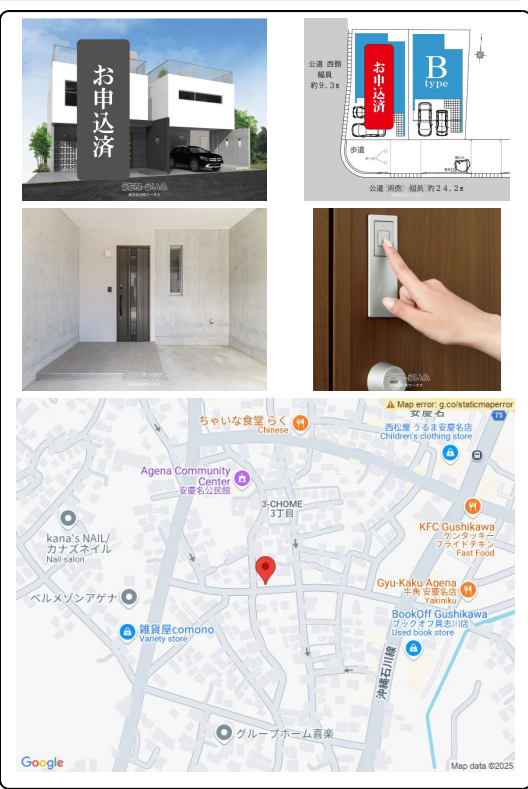 お申込済
公道 西側
幅員
約9.3m
お申込済
B
type
歩道
公道 南側 幅員 約24.2m
Map error: g.co/staticmaperror
安慶名
75
ちゃいな食堂 らく
Chinese
西松屋 うるま安慶名店
Children's clothing store
Agena Community
Center
安慶名公民館
3-CHOME
3丁目
kana's NAIL/
カナズネイル
Nail salon
KFC Gushikawa
ケンタッキー
フライドチキン
Fast Food
Gyu-Kaku Agena
牛角 安慶名店
Yakiniku
ベルメゾンアゲナ
BookOff Gushikawa
ブックオフ具志川店
Used book store
雑貨屋comono
Variety store
沖縄石川線
グループホーム喜楽
Google
Map data ©2025